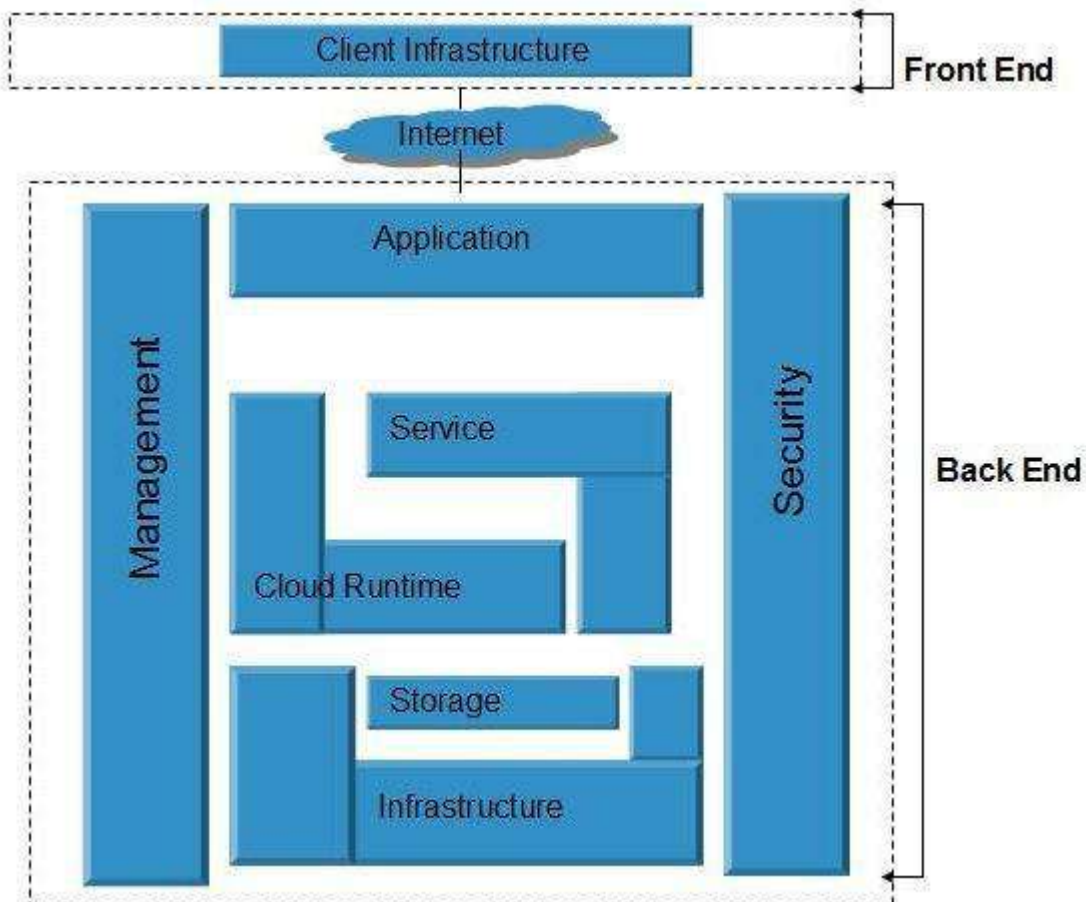 Client Infrastructure
Front End
Internet
Application
Management
Security
Service
Back End
Cloud Runtime
Storage
Infrastructure